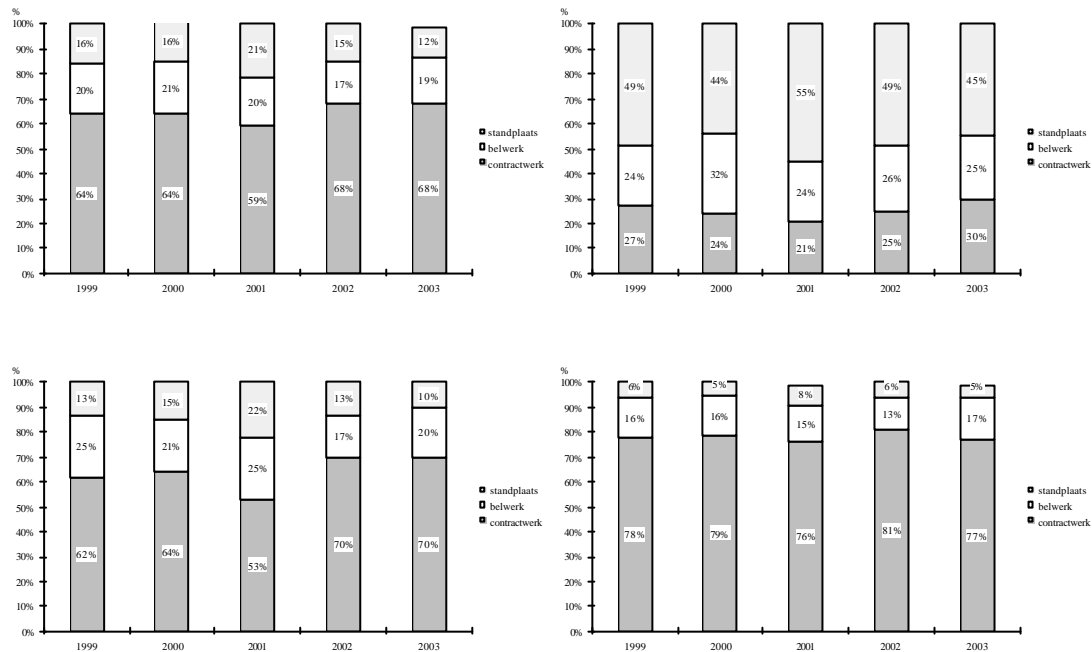 %
100%
90%
80%
70%
60%
50%
40%
30%
20%
10%
0%
16% 16% 21% 15% 12%
20% 21% 20% 17% 19%
64% 64% 59% 68% 68%
1999 2000 2001 2002 2003
standplaats
belwerk
contractwerk
%
100%
90%
80%
70%
60%
50%
40%
30%
20%
10%
0%
49% 44% 55% 49% 45%
24% 32% 24% 26% 25%
27% 24% 21% 25% 30%
1999 2000 2001 2002 2003
standplaats
belwerk
contractwerk
%
100%
90%
80%
70%
60%
50%
40%
30%
20%
10%
0%
13% 15% 22% 13% 10%
25% 21% 25% 17% 20%
62% 64% 53% 70% 70%
1999 2000 2001 2002 2003
standplaats
belwerk
contractwerk
%
100%
90%
80%
70%
60%
50%
40%
30%
20%
10%
0%
6% 5% 8% 6% 5%
16% 16% 15% 13% 17%
78% 79% 76% 81% 77%
1999 2000 2001 2002 2003
standplaats
belwerk
contractwerk